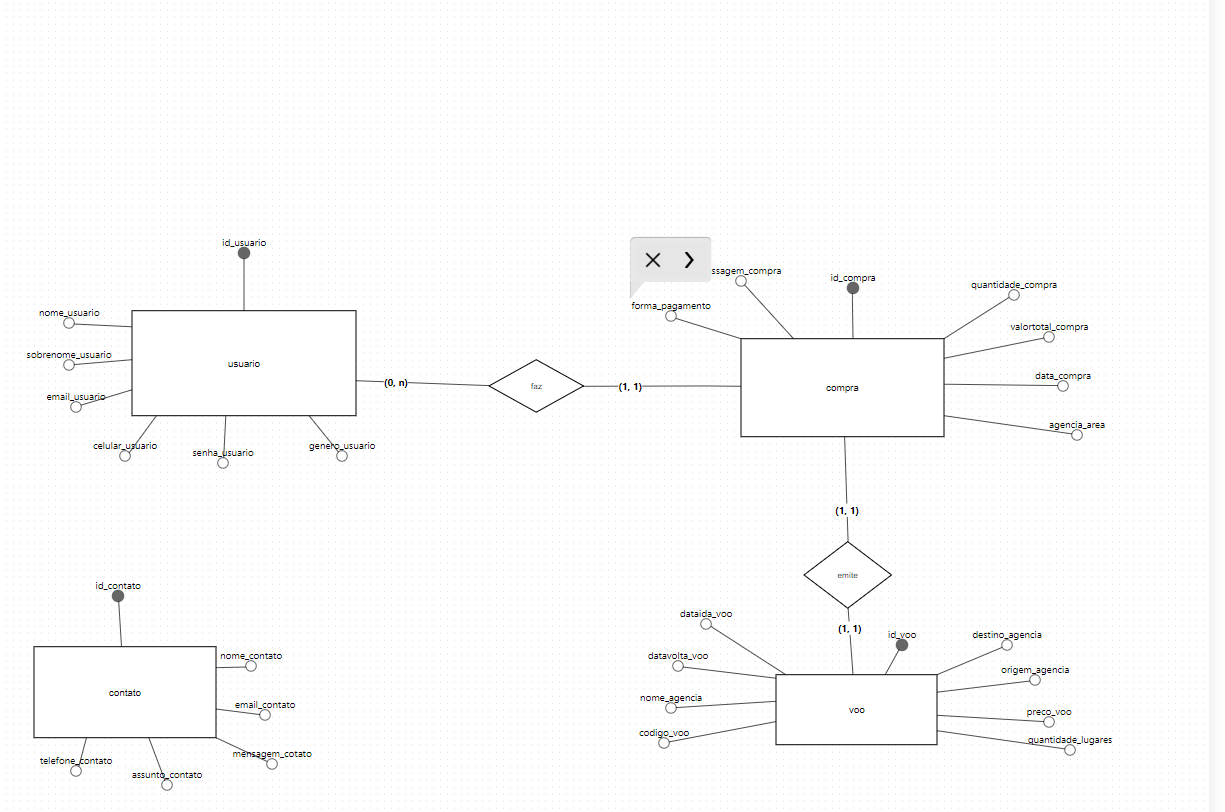 id_usuario
nome_usuario
sobrenome_usuario
usuario
email_usuario
celular_usuario
senha_usuario
genero_usuario
(0, n)
faz
(1, 1)
ssagem_compra
id_compra
quantidade_compra
forma_pagamento
valortotal_compra
compra
data_compra
agencia_area
(1, 1)
emite
(1, 1)
id_contato
nome_contato
contato
email_contato
mensagem_cotato
telefone_contato
assunto_contato
dataida_voo
id_voo
destino_agencia
datavolta_voo
origem_agencia
nome_agencia
voo
preco_voo
codigo_voo
quantidade_lugares